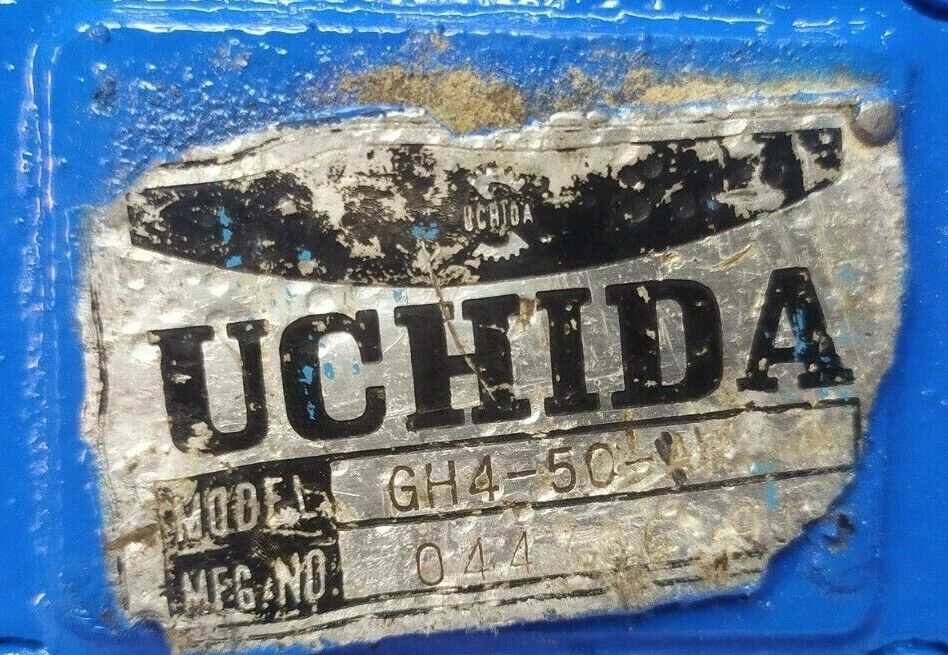 UCHIDA
UCHIDA
MODEL GH4-50
MFG.NO. 044